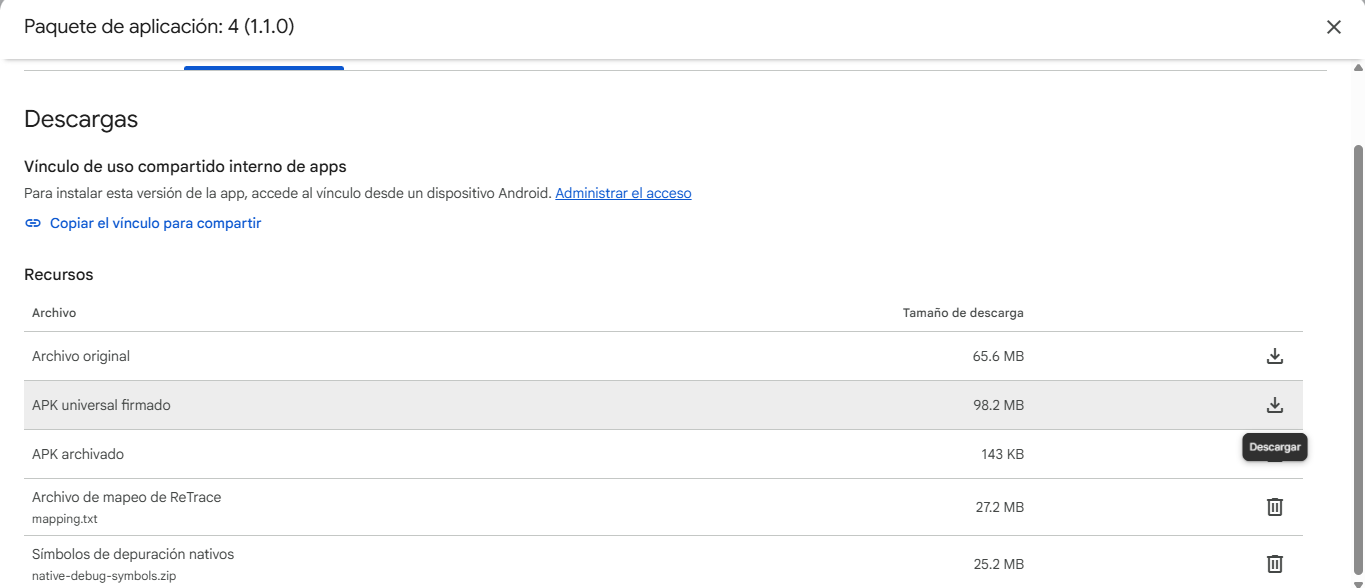 Paquete de aplicación: 4 (1.1.0)
Descargas
Vínculo de uso compartido interno de apps
Para instalar esta versión de la app, accede al vínculo desde un dispositivo Android. Administrar el acceso
Copiar el vínculo para compartir
Recursos
Archivo Tamaño de descarga
Archivo original 65.6 MB
APK universal firmado 98.2 MB
Descargar
APK archivado 143 KB
Archivo de mapeo de ReTrace
mapping.txt
27.2 MB
Símbolos de depuración nativos
native-debug-symbols.zip
25.2 MB